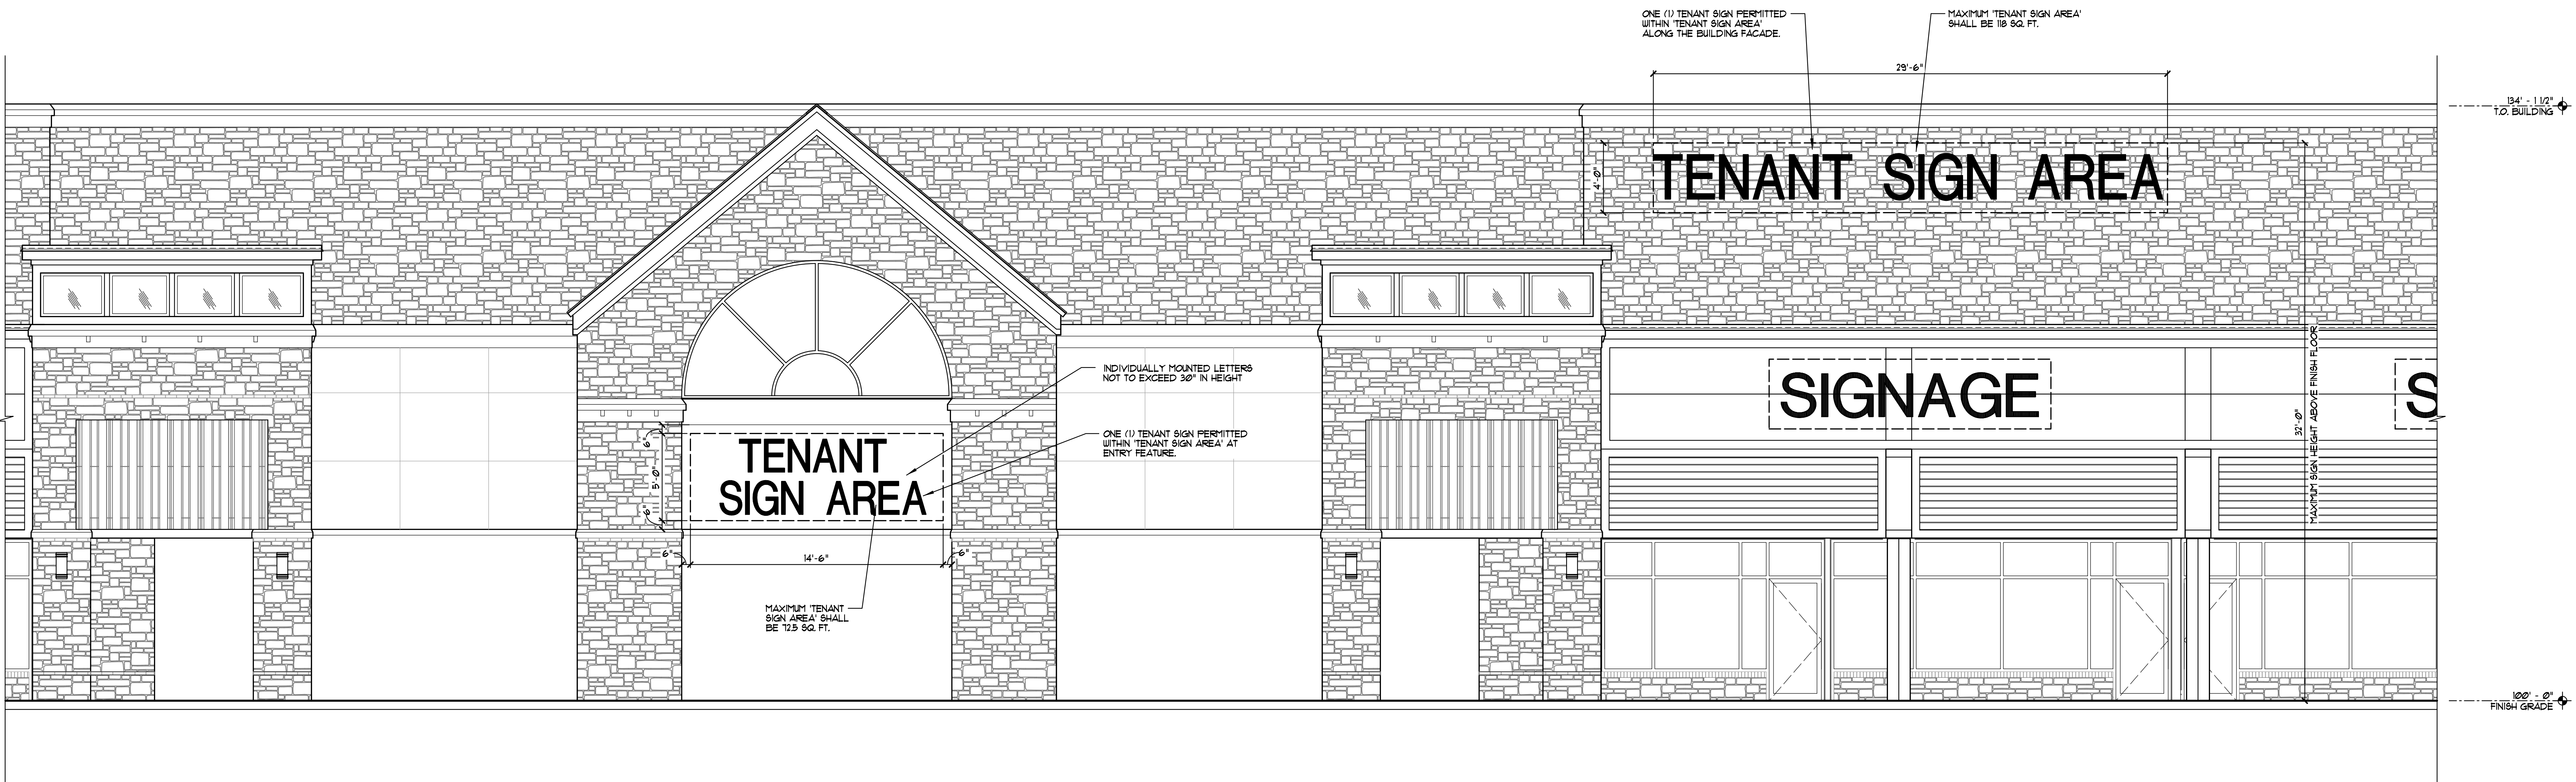 ONE (1) TENANT SIGN PERMITTED
WITHIN 'TENANT SIGN AREA'
ALONG THE BUILDING FACADE.
MAXIMUM 'TENANT SIGN AREA'
SHALL BE 118 SQ. FT.
29'-6"
134' - 1 1/2"
T.O. BUILDING
4'-0"
TENANT SIGN AREA
32'-0"
MAXIMUM SIGN HEIGHT ABOVE FINISH FLOOR
SIGNAGE
S
INDIVIDUALLY MOUNTED LETTERS
NOT TO EXCEED 30" IN HEIGHT
ONE (1) TENANT SIGN PERMITTED
WITHIN 'TENANT SIGN AREA' AT
ENTRY FEATURE.
6"
5'-0"
6"
TENANT
SIGN AREA
6"
14'-6"
6"
MAXIMUM 'TENANT
SIGN AREA' SHALL
BE 72.5 SQ. FT.
100' - 0"
FINISH GRADE